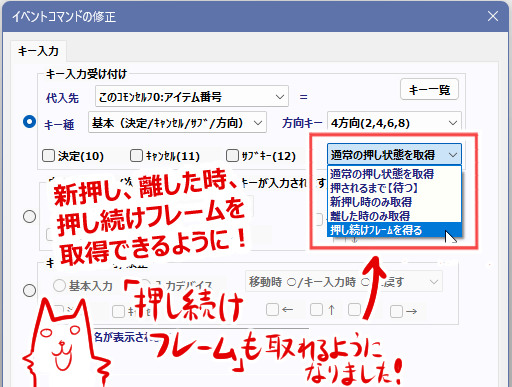 イベントコマンドの修正
キー入力
キー入力受け付け
代入先 このコモンセルフ0:アイテム番号 =
キー一覧
キー種 基本（決定/キャンセル/サブ/方向） 方向キー 4方向(2,4,6,8)
決定(10) キャンセル(11) サブキー(12) 通常の押し状態を取得
通常の押し状態を取得
押されるまで【待つ】
新押し時のみ取得
離した時のみ取得
押し続けフレームを得る
キーが入力され
す
新押し、離した時、
押し続けフレームを
取得できるように！
基本入力 入力デバイス 移動時 ○/キー入力時
戻す
← ↑ →
名が表示され
「押し続け
フレーム」も取れるように
なりました！